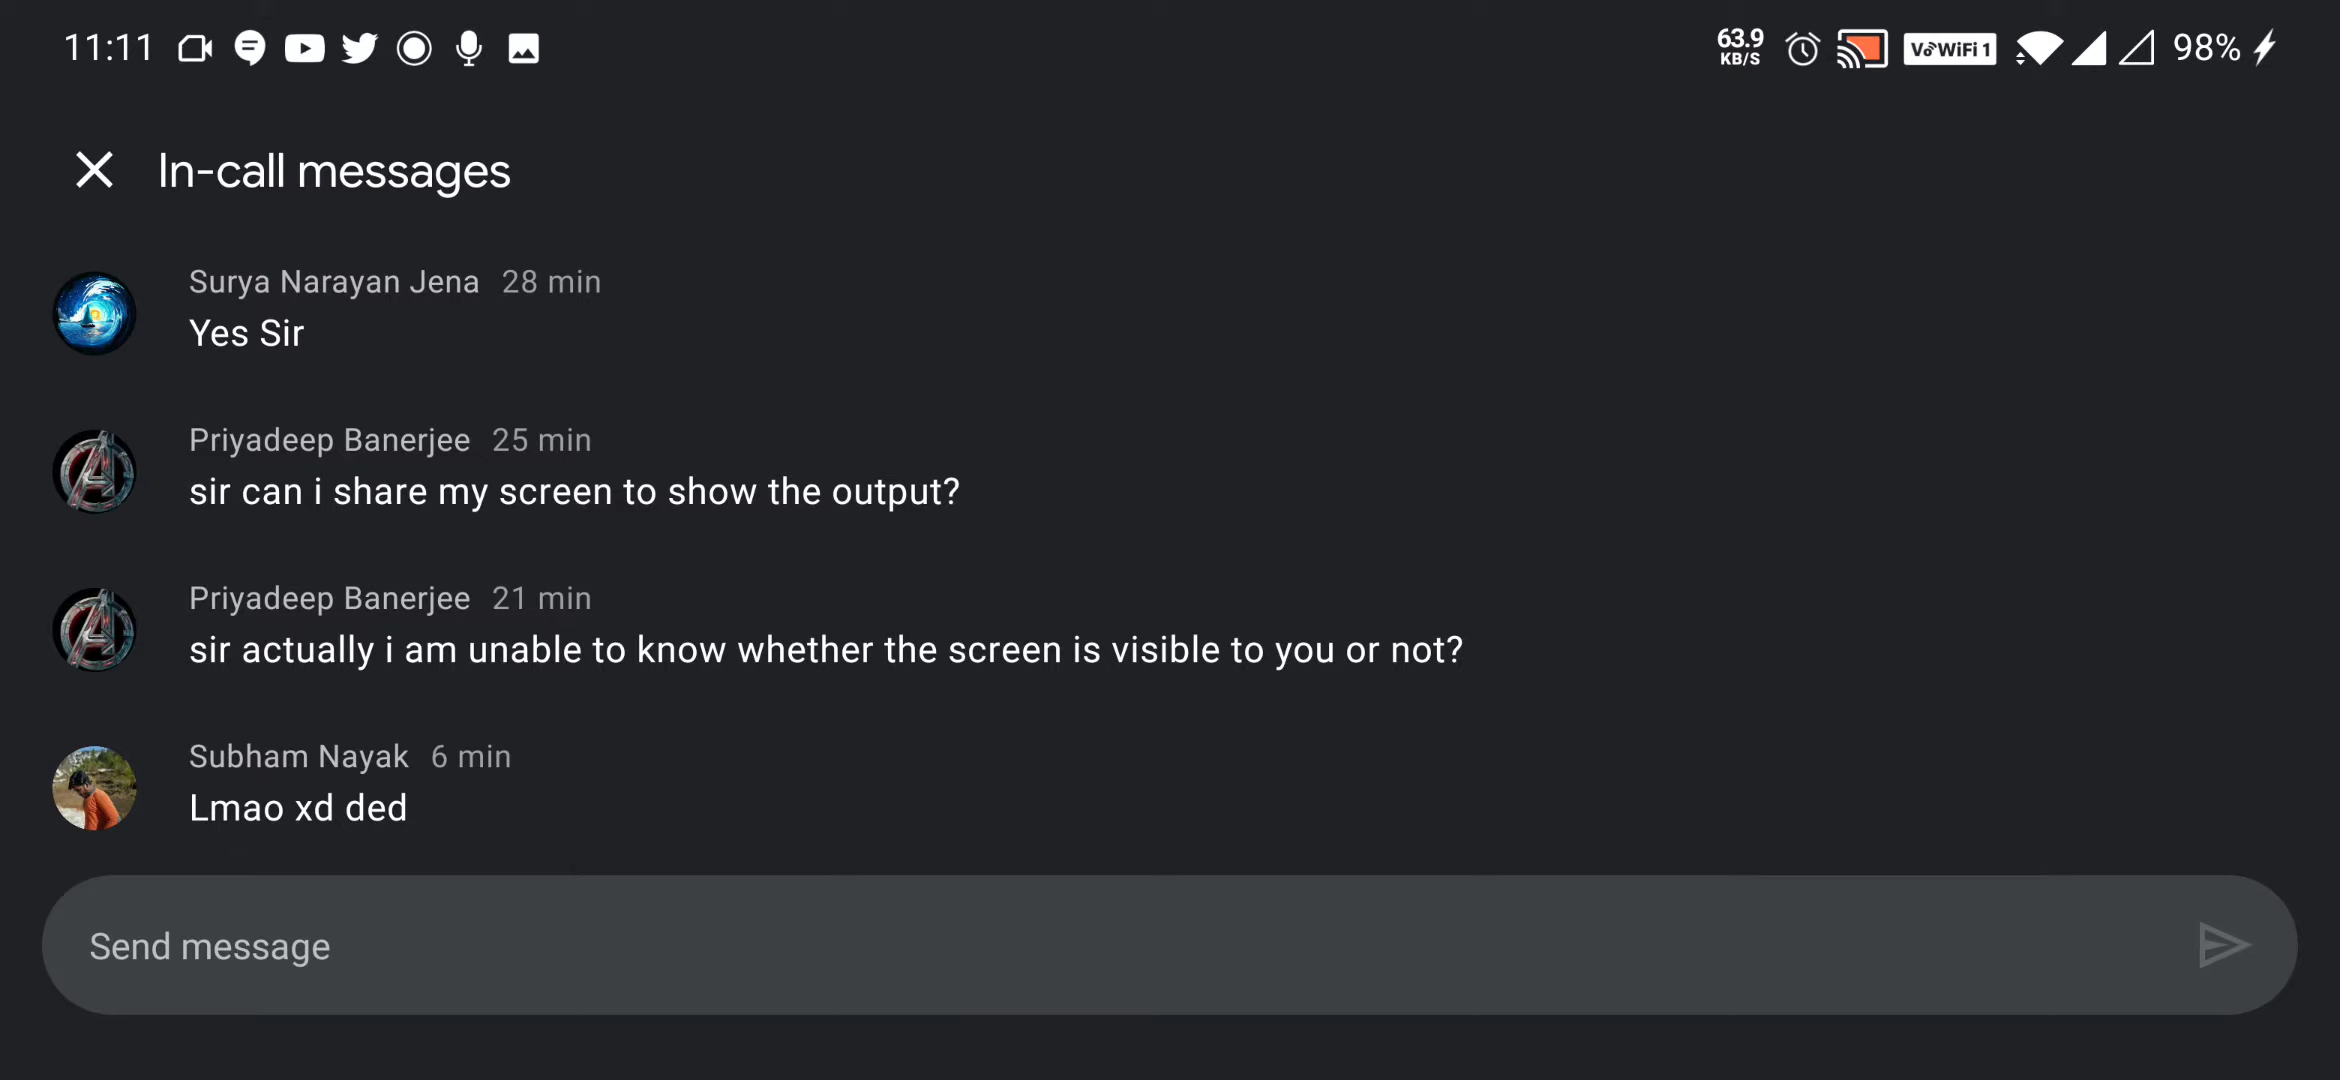 11:11
63.9
KB/S
VoWiFi 1
98%
In-call messages
Surya Narayan Jena 28 min
Yes Sir
Priyadeep Banerjee 25 min
sir can i share my screen to show the output?
Priyadeep Banerjee 21 min
sir actually i am unable to know whether the screen is visible to you or not?
Subham Nayak 6 min
Lmao xd ded
Send message